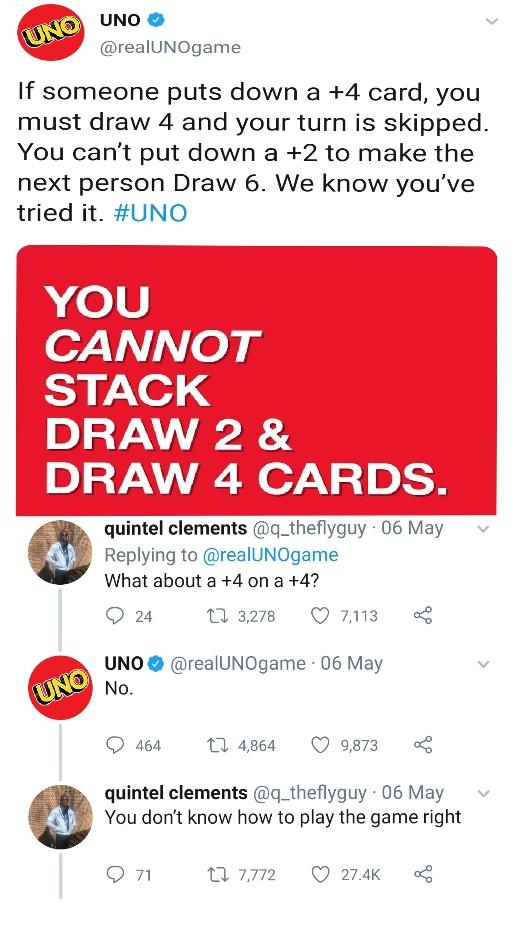 UNO
UNO
@realUNOgame
If someone puts down a +4 card, you
must draw 4 and your turn is skipped.
You can't put down a +2 to make the
next person Draw 6. We know you've
tried it. #UNO
YOU
CANNOT
STACK
DRAW 2 &
DRAW 4 CARDS.
quintel clements @q_theflyguy · 06 May
Replying to @realUNOgame
What about a +4 on a +4?
24 3,278 7,113
UNO
UNO @realUNOgame · 06 May
No.
464 4,864 9,873
quintel clements @q_theflyguy · 06 May
You don't know how to play the game right
71 7,772 27.4K